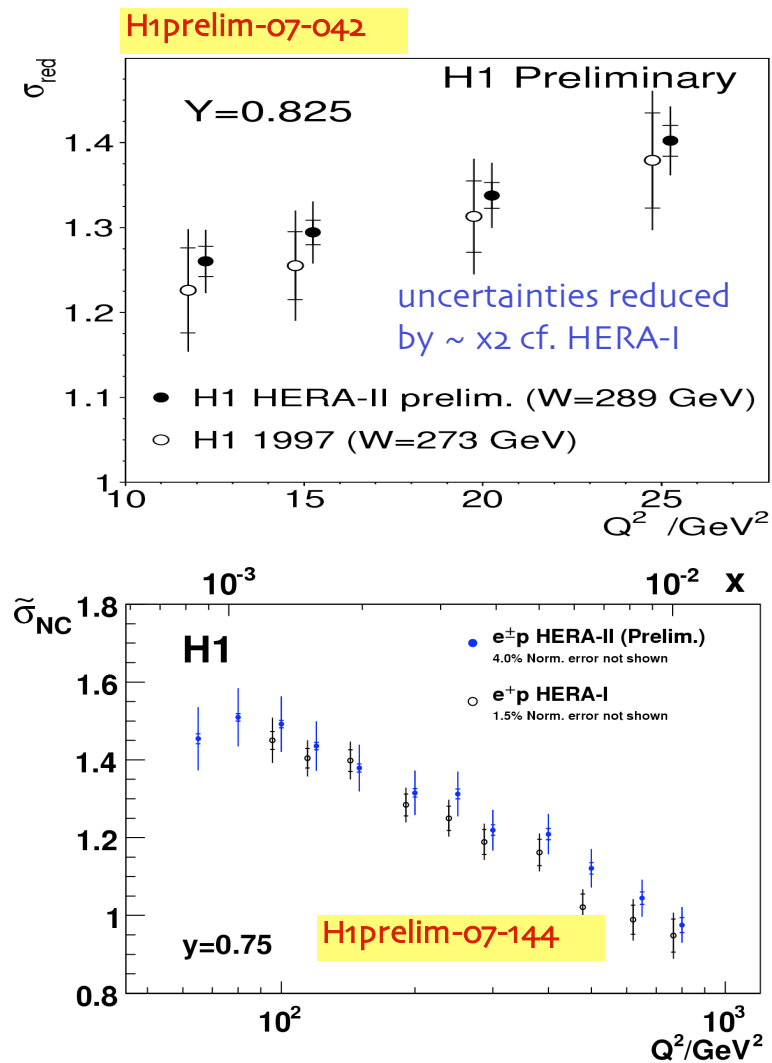 H1prelim-07-042
σred
H1 Preliminary
Y=0.825
1.4
1.3
1.2
1.1
1
uncertainties reduced
by ~ x2 cf. HERA-I
H1 HERA-II prelim. (W=289 GeV)
H1 1997 (W=273 GeV)
10 15 20 25
Q² /GeV²
10⁻³ 10⁻² x
σ̃NC
1.8
1.6
1.4
1.2
1
0.8
H1
e±p HERA-II (Prelim.)
4.0% Norm. error not shown
e+p HERA-I
1.5% Norm. error not shown
y=0.75
H1prelim-07-144
10² 10³
Q²/GeV²